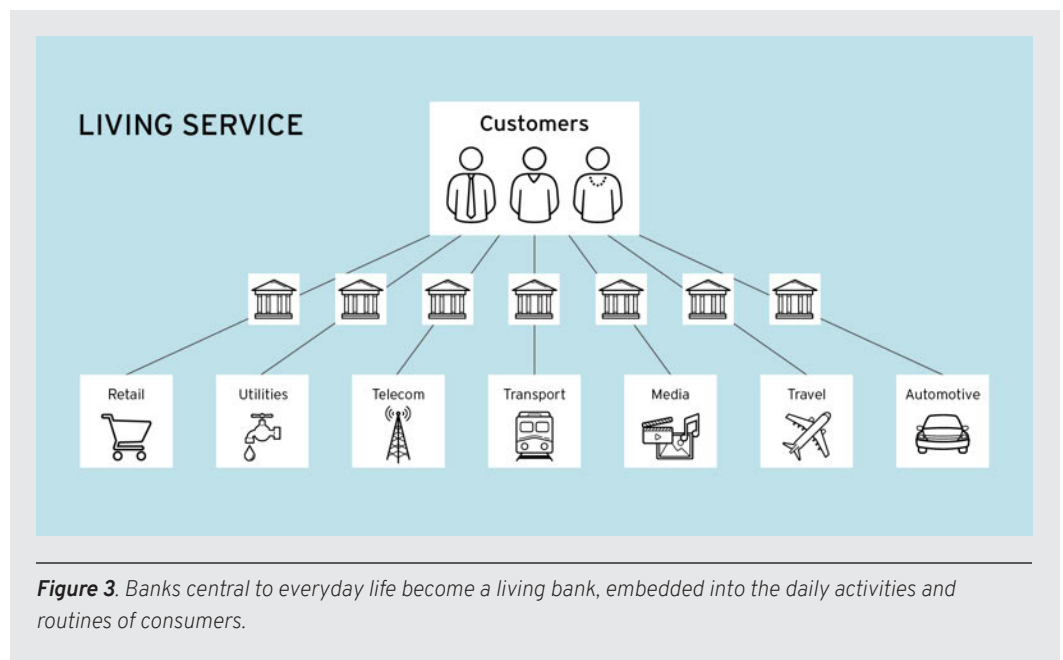 LIVING SERVICE
Customers
Retail
Utilities
Telecom
Transport
Media
Travel
Automotive
Figure 3. Banks central to everyday life become a living bank, embedded into the daily activities and
routines of consumers.